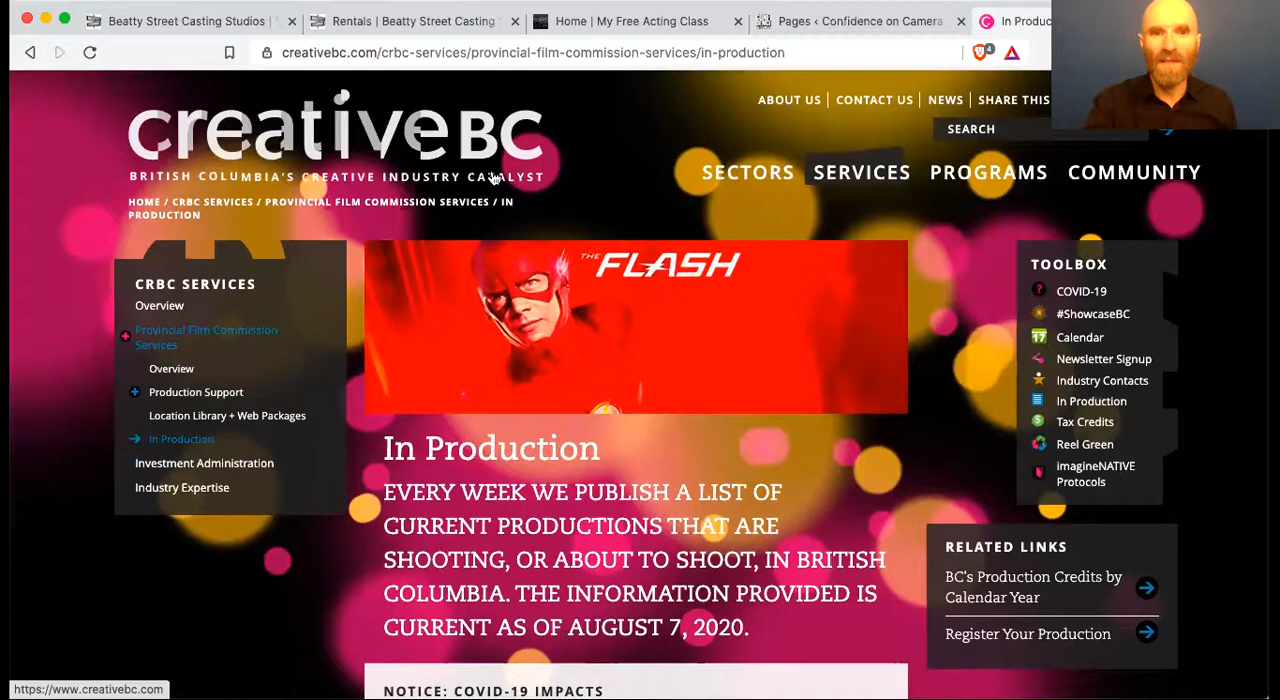 Beatty Street Casting Studios |
Rentals | Beatty Street Casting
Home | My Free Acting Class
Pages ‹ Confidence on Camera
In Produc
creativebc.com/crbc-services/provincial-film-commission-services/in-production
4
ABOUT US | CONTACT US | NEWS | SHARE THIS
SEARCH
creativeBC
BRITISH COLUMBIA'S CREATIVE INDUSTRY CATALYST
SECTORS SERVICES PROGRAMS COMMUNITY
HOME / CRBC SERVICES / PROVINCIAL FILM COMMISSION SERVICES / IN
PRODUCTION
CRBC SERVICES
Overview
Provincial Film Commission
Services
Overview
Production Support
Location Library + Web Packages
In Production
Investment Administration
Industry Expertise
THE FLASH
In Production
EVERY WEEK WE PUBLISH A LIST OF
CURRENT PRODUCTIONS THAT ARE
SHOOTING, OR ABOUT TO SHOOT, IN BRITISH
COLUMBIA. THE INFORMATION PROVIDED IS
CURRENT AS OF AUGUST 7, 2020.
NOTICE: COVID-19 IMPACTS
TOOLBOX
COVID-19
#ShowcaseBC
17 Calendar
Newsletter Signup
Industry Contacts
In Production
Tax Credits
Reel Green
imagineNATIVE
Protocols
RELATED LINKS
BC's Production Credits by
Calendar Year
Register Your Production
https://www.creativebc.com